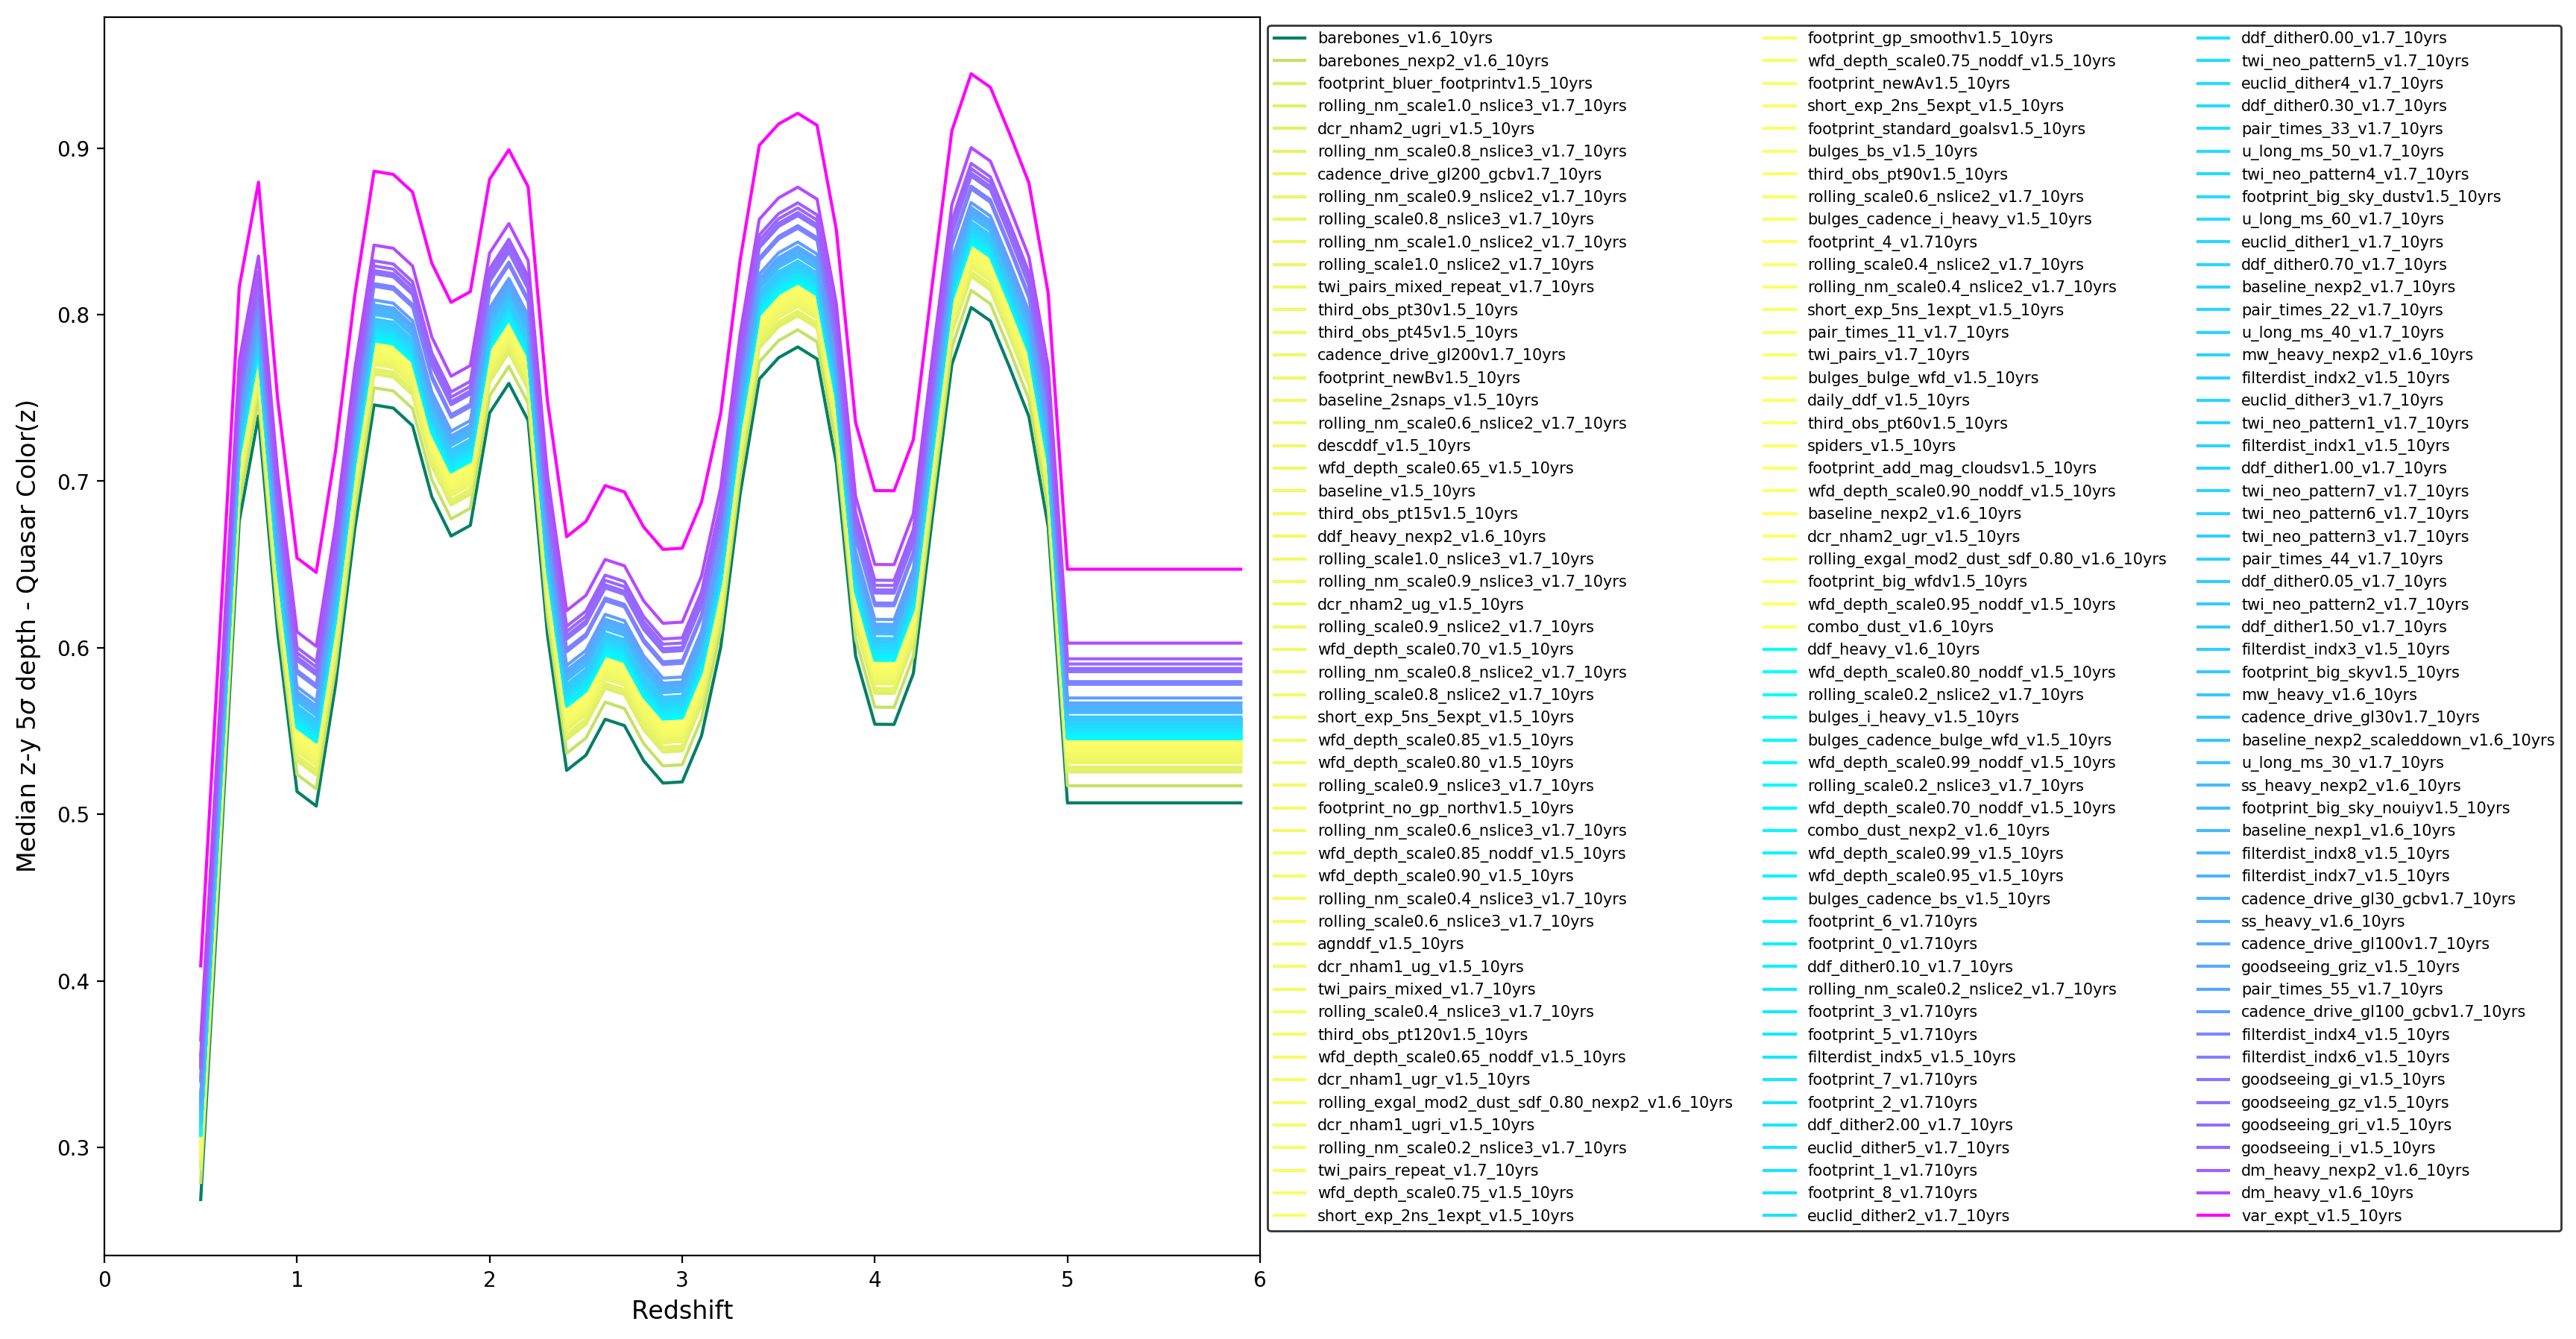 Median z-y 5σ depth - Quasar Color(z)
0.9
0.8
0.7
0.6
0.5
0.4
0.3
0
1
2
3
4
5
6
Redshift
barebones_v1.6_10yrs
barebones_nexp2_v1.6_10yrs
footprint_bluer_footprintv1.5_10yrs
rolling_nm_scale1.0_nslice3_v1.7_10yrs
dcr_nham2_ugri_v1.5_10yrs
rolling_nm_scale0.8_nslice3_v1.7_10yrs
cadence_drive_gl200_gcbv1.7_10yrs
rolling_nm_scale0.9_nslice2_v1.7_10yrs
rolling_scale0.8_nslice3_v1.7_10yrs
rolling_nm_scale1.0_nslice2_v1.7_10yrs
rolling_scale1.0_nslice2_v1.7_10yrs
twi_pairs_mixed_repeat_v1.7_10yrs
third_obs_pt30v1.5_10yrs
third_obs_pt45v1.5_10yrs
cadence_drive_gl200v1.7_10yrs
footprint_newBv1.5_10yrs
baseline_2snaps_v1.5_10yrs
rolling_nm_scale0.6_nslice2_v1.7_10yrs
descddf_v1.5_10yrs
wfd_depth_scale0.65_v1.5_10yrs
baseline_v1.5_10yrs
third_obs_pt15v1.5_10yrs
ddf_heavy_nexp2_v1.6_10yrs
rolling_scale1.0_nslice3_v1.7_10yrs
rolling_nm_scale0.9_nslice3_v1.7_10yrs
dcr_nham2_ug_v1.5_10yrs
rolling_scale0.9_nslice2_v1.7_10yrs
wfd_depth_scale0.70_v1.5_10yrs
rolling_nm_scale0.8_nslice2_v1.7_10yrs
rolling_scale0.8_nslice2_v1.7_10yrs
short_exp_5ns_5expt_v1.5_10yrs
wfd_depth_scale0.85_v1.5_10yrs
wfd_depth_scale0.80_v1.5_10yrs
rolling_scale0.9_nslice3_v1.7_10yrs
footprint_no_gp_northv1.5_10yrs
rolling_nm_scale0.6_nslice3_v1.7_10yrs
wfd_depth_scale0.85_noddf_v1.5_10yrs
wfd_depth_scale0.90_v1.5_10yrs
rolling_nm_scale0.4_nslice3_v1.7_10yrs
rolling_scale0.6_nslice3_v1.7_10yrs
agnddf_v1.5_10yrs
dcr_nham1_ug_v1.5_10yrs
twi_pairs_mixed_v1.7_10yrs
rolling_scale0.4_nslice3_v1.7_10yrs
third_obs_pt120v1.5_10yrs
wfd_depth_scale0.65_noddf_v1.5_10yrs
dcr_nham1_ugr_v1.5_10yrs
rolling_exgal_mod2_dust_sdf_0.80_nexp2_v1.6_10yrs
dcr_nham1_ugri_v1.5_10yrs
rolling_nm_scale0.2_nslice3_v1.7_10yrs
twi_pairs_repeat_v1.7_10yrs
wfd_depth_scale0.75_v1.5_10yrs
short_exp_2ns_1expt_v1.5_10yrs
footprint_gp_smoothv1.5_10yrs
wfd_depth_scale0.75_noddf_v1.5_10yrs
footprint_newAv1.5_10yrs
short_exp_2ns_5expt_v1.5_10yrs
footprint_standard_goalsv1.5_10yrs
bulges_bs_v1.5_10yrs
third_obs_pt90v1.5_10yrs
rolling_scale0.6_nslice2_v1.7_10yrs
bulges_cadence_i_heavy_v1.5_10yrs
footprint_4_v1.710yrs
rolling_scale0.4_nslice2_v1.7_10yrs
rolling_nm_scale0.4_nslice2_v1.7_10yrs
short_exp_5ns_1expt_v1.5_10yrs
pair_times_11_v1.7_10yrs
twi_pairs_v1.7_10yrs
bulges_bulge_wfd_v1.5_10yrs
daily_ddf_v1.5_10yrs
third_obs_pt60v1.5_10yrs
spiders_v1.5_10yrs
footprint_add_mag_cloudsv1.5_10yrs
wfd_depth_scale0.90_noddf_v1.5_10yrs
baseline_nexp2_v1.6_10yrs
dcr_nham2_ugr_v1.5_10yrs
rolling_exgal_mod2_dust_sdf_0.80_v1.6_10yrs
footprint_big_wfdv1.5_10yrs
wfd_depth_scale0.95_noddf_v1.5_10yrs
combo_dust_v1.6_10yrs
ddf_heavy_v1.6_10yrs
wfd_depth_scale0.80_noddf_v1.5_10yrs
rolling_scale0.2_nslice2_v1.7_10yrs
bulges_i_heavy_v1.5_10yrs
bulges_cadence_bulge_wfd_v1.5_10yrs
wfd_depth_scale0.99_noddf_v1.5_10yrs
rolling_scale0.2_nslice3_v1.7_10yrs
wfd_depth_scale0.70_noddf_v1.5_10yrs
combo_dust_nexp2_v1.6_10yrs
wfd_depth_scale0.99_v1.5_10yrs
wfd_depth_scale0.95_v1.5_10yrs
bulges_cadence_bs_v1.5_10yrs
footprint_6_v1.710yrs
footprint_0_v1.710yrs
ddf_dither0.10_v1.7_10yrs
rolling_nm_scale0.2_nslice2_v1.7_10yrs
footprint_3_v1.710yrs
footprint_5_v1.710yrs
filterdist_indx5_v1.5_10yrs
footprint_7_v1.710yrs
footprint_2_v1.710yrs
ddf_dither2.00_v1.7_10yrs
euclid_dither5_v1.7_10yrs
footprint_1_v1.710yrs
footprint_8_v1.710yrs
euclid_dither2_v1.7_10yrs
ddf_dither0.00_v1.7_10yrs
twi_neo_pattern5_v1.7_10yrs
euclid_dither4_v1.7_10yrs
ddf_dither0.30_v1.7_10yrs
pair_times_33_v1.7_10yrs
u_long_ms_50_v1.7_10yrs
twi_neo_pattern4_v1.7_10yrs
footprint_big_sky_dustv1.5_10yrs
u_long_ms_60_v1.7_10yrs
euclid_dither1_v1.7_10yrs
ddf_dither0.70_v1.7_10yrs
baseline_nexp2_v1.7_10yrs
pair_times_22_v1.7_10yrs
u_long_ms_40_v1.7_10yrs
mw_heavy_nexp2_v1.6_10yrs
filterdist_indx2_v1.5_10yrs
euclid_dither3_v1.7_10yrs
twi_neo_pattern1_v1.7_10yrs
filterdist_indx1_v1.5_10yrs
ddf_dither1.00_v1.7_10yrs
twi_neo_pattern7_v1.7_10yrs
twi_neo_pattern6_v1.7_10yrs
twi_neo_pattern3_v1.7_10yrs
pair_times_44_v1.7_10yrs
ddf_dither0.05_v1.7_10yrs
twi_neo_pattern2_v1.7_10yrs
ddf_dither1.50_v1.7_10yrs
filterdist_indx3_v1.5_10yrs
footprint_big_skyv1.5_10yrs
mw_heavy_v1.6_10yrs
cadence_drive_gl30v1.7_10yrs
baseline_nexp2_scaleddown_v1.6_10yrs
u_long_ms_30_v1.7_10yrs
ss_heavy_nexp2_v1.6_10yrs
footprint_big_sky_nouiyv1.5_10yrs
baseline_nexp1_v1.6_10yrs
filterdist_indx8_v1.5_10yrs
filterdist_indx7_v1.5_10yrs
cadence_drive_gl30_gcbv1.7_10yrs
ss_heavy_v1.6_10yrs
cadence_drive_gl100v1.7_10yrs
goodseeing_griz_v1.5_10yrs
pair_times_55_v1.7_10yrs
cadence_drive_gl100_gcbv1.7_10yrs
filterdist_indx4_v1.5_10yrs
filterdist_indx6_v1.5_10yrs
goodseeing_gi_v1.5_10yrs
goodseeing_gz_v1.5_10yrs
goodseeing_gri_v1.5_10yrs
goodseeing_i_v1.5_10yrs
dm_heavy_nexp2_v1.6_10yrs
dm_heavy_v1.6_10yrs
var_expt_v1.5_10yrs